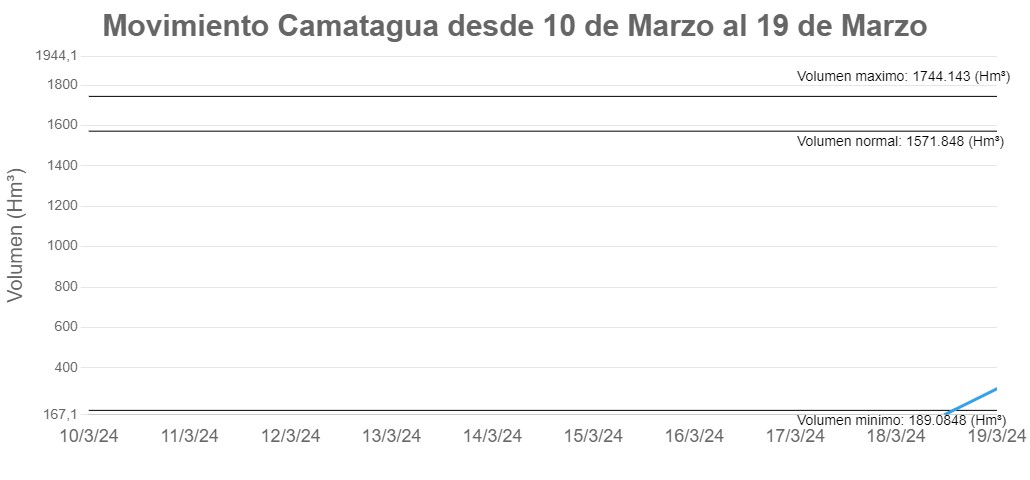 Movimiento Camatagua desde 10 de Marzo al 19 de Marzo
1944,1
Volumen maximo: 1744.143 (Hm³)
1800
1600
Volumen normal: 1571.848 (Hm³)
1400
1200
Volumen (Hm³)
1000
800
600
400
167,1
Volumen minimo: 189.0848 (Hm³)
10/3/24 11/3/24 12/3/24 13/3/24 14/3/24 15/3/24 16/3/24 17/3/24 18/3/24 19/3/24